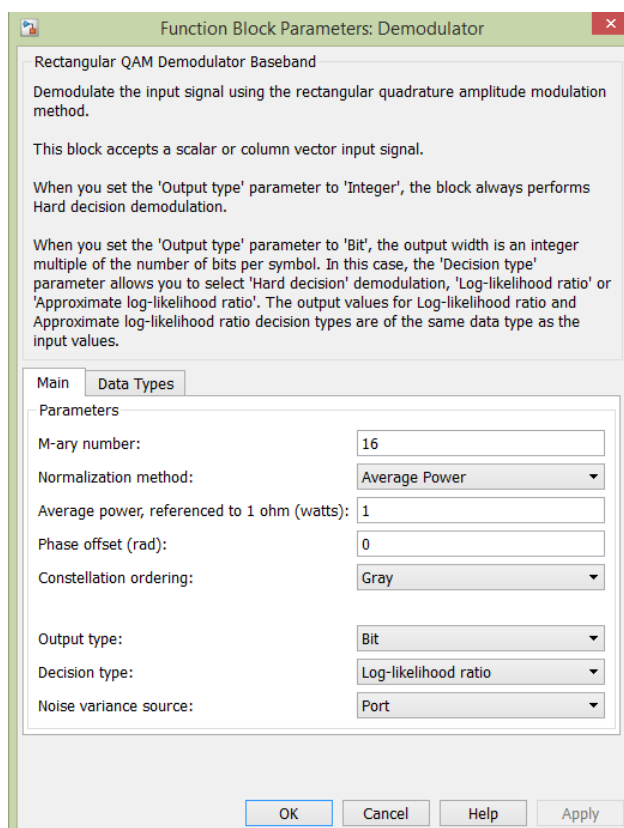 Function Block Parameters: Demodulator
Rectangular QAM Demodulator Baseband
Demodulate the input signal using the rectangular quadrature amplitude modulation
method.
This block accepts a scalar or column vector input signal.
When you set the 'Output type' parameter to 'Integer', the block always performs
Hard decision demodulation.
When you set the 'Output type' parameter to 'Bit', the output width is an integer
multiple of the number of bits per symbol. In this case, the 'Decision type'
parameter allows you to select 'Hard decision' demodulation, 'Log-likelihood ratio' or
'Approximate log-likelihood ratio'. The output values for Log-likelihood ratio and
Approximate log-likelihood ratio decision types are of the same data type as the
input values.
Main Data Types
Parameters
M-ary number: 16
Normalization method: Average Power
Average power, referenced to 1 ohm (watts): 1
Phase offset (rad): 0
Constellation ordering: Gray
Output type: Bit
Decision type: Log-likelihood ratio
Noise variance source: Port
OK Cancel Help Apply